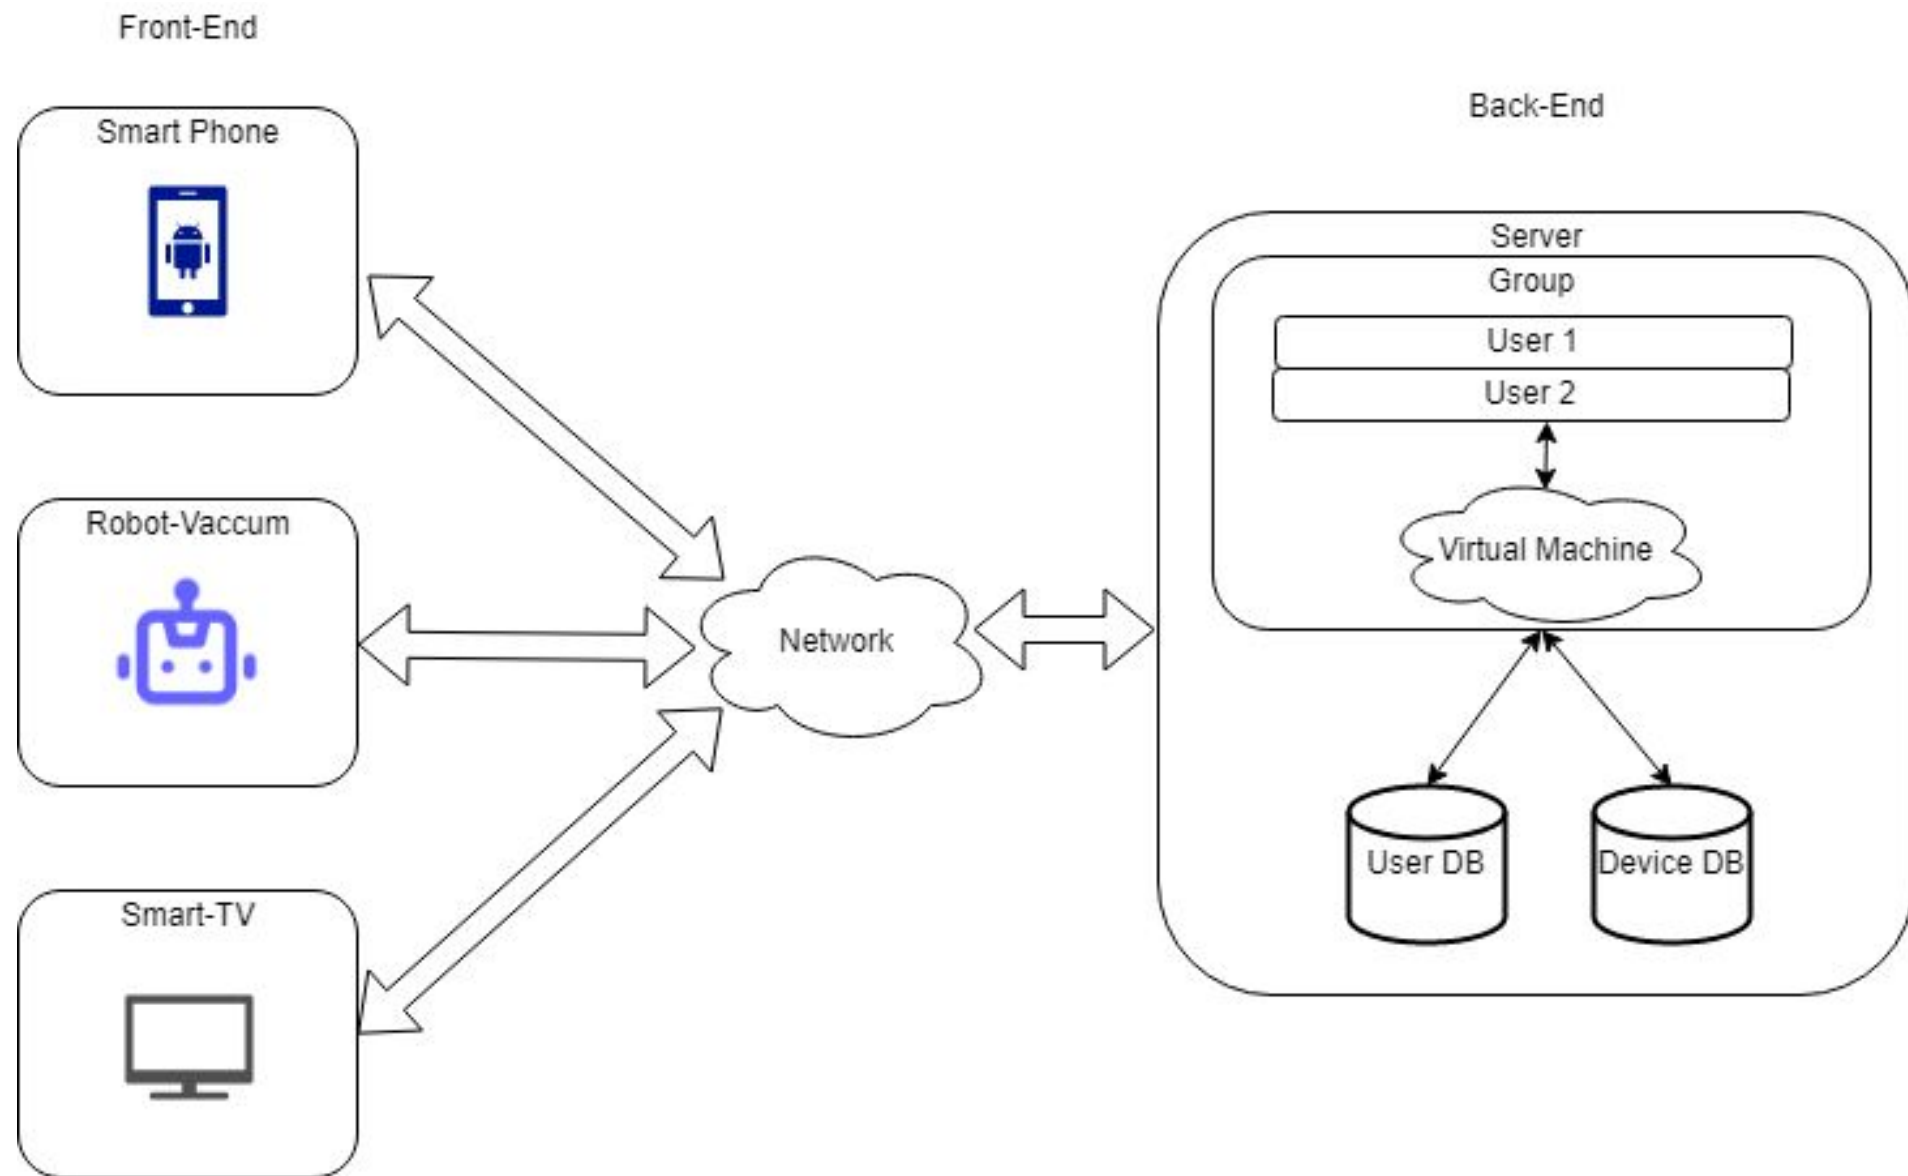 Front-End
Smart Phone
Robot-Vaccum
Smart-TV
Network
Back-End
Server
Group
User 1
User 2
Virtual Machine
User DB
Device DB